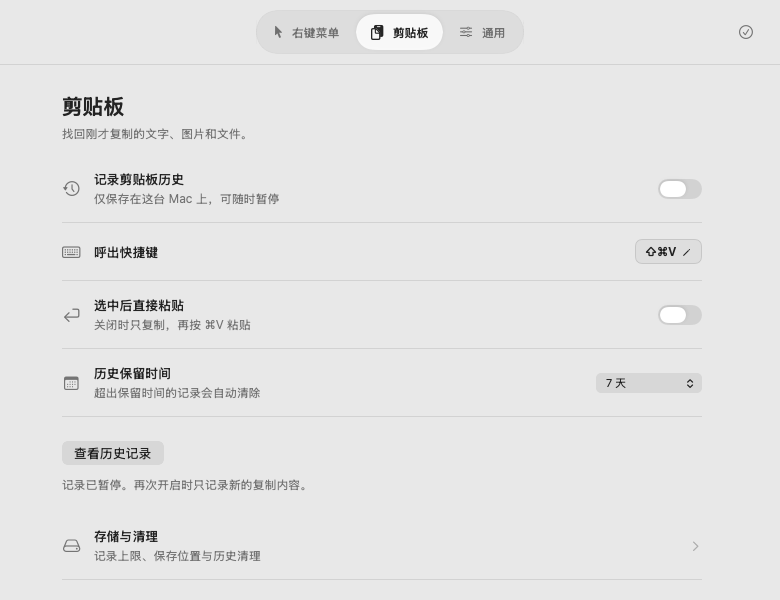 右键菜单
剪贴板
通用
剪贴板
找回刚才复制的文字、图片和文件。
记录剪贴板历史
仅保存在这台 Mac 上，可随时暂停
呼出快捷键
⇧⌘V
选中后直接粘贴
关闭时只复制，再按 ⌘V 粘贴
历史保留时间
超出保留时间的记录会自动清除
7 天
查看历史记录
记录已暂停。再次开启时只记录新的复制内容。
存储与清理
记录上限、保存位置与历史清理